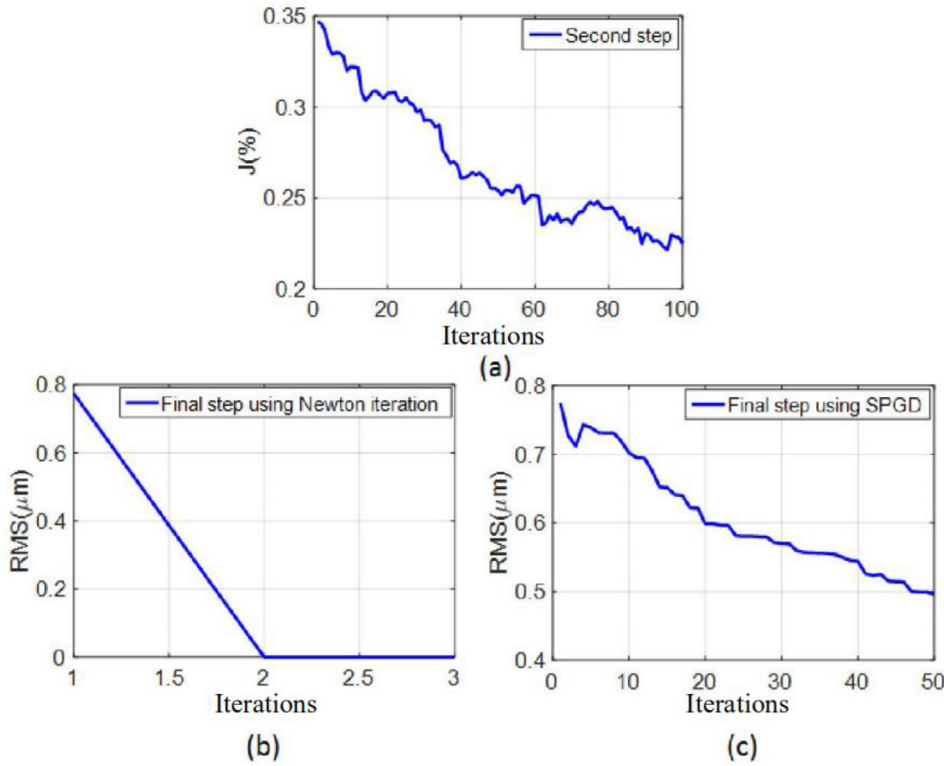 0.35
Second step
0.3
J(%)
0.25
0.2
0 20 40 60 80 100
Iterations
(a)
0.8
Final step using Newton iteration
0.6
RMS(μm)
0.4
0.2
0
1 1.5 2 2.5 3
Iterations
(b)
0.8
Final step using SPGD
0.7
RMS(μm)
0.6
0.5
0.4
0 10 20 30 40 50
Iterations
(c)